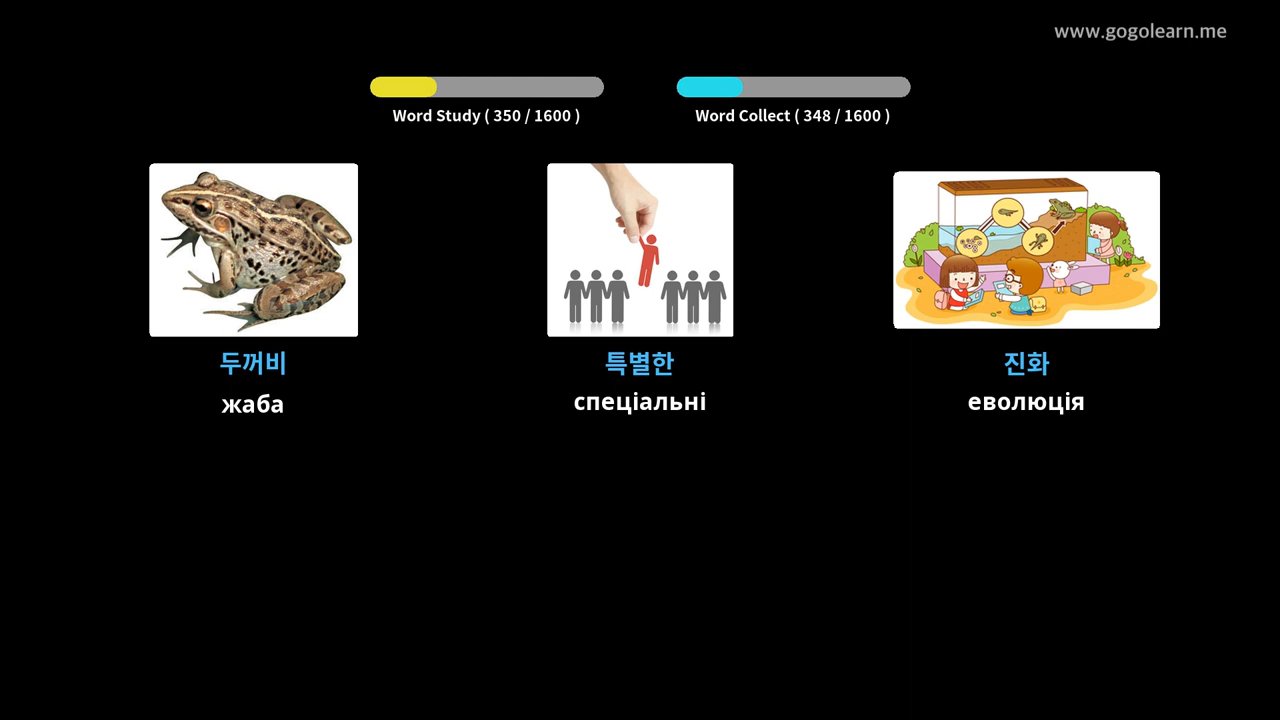 www.gogolearn.me
Word Study ( 350 / 1600 )
Word Collect ( 348 / 1600 )
두꺼비
특별한
진화
жаба
спеціальні
еволюція